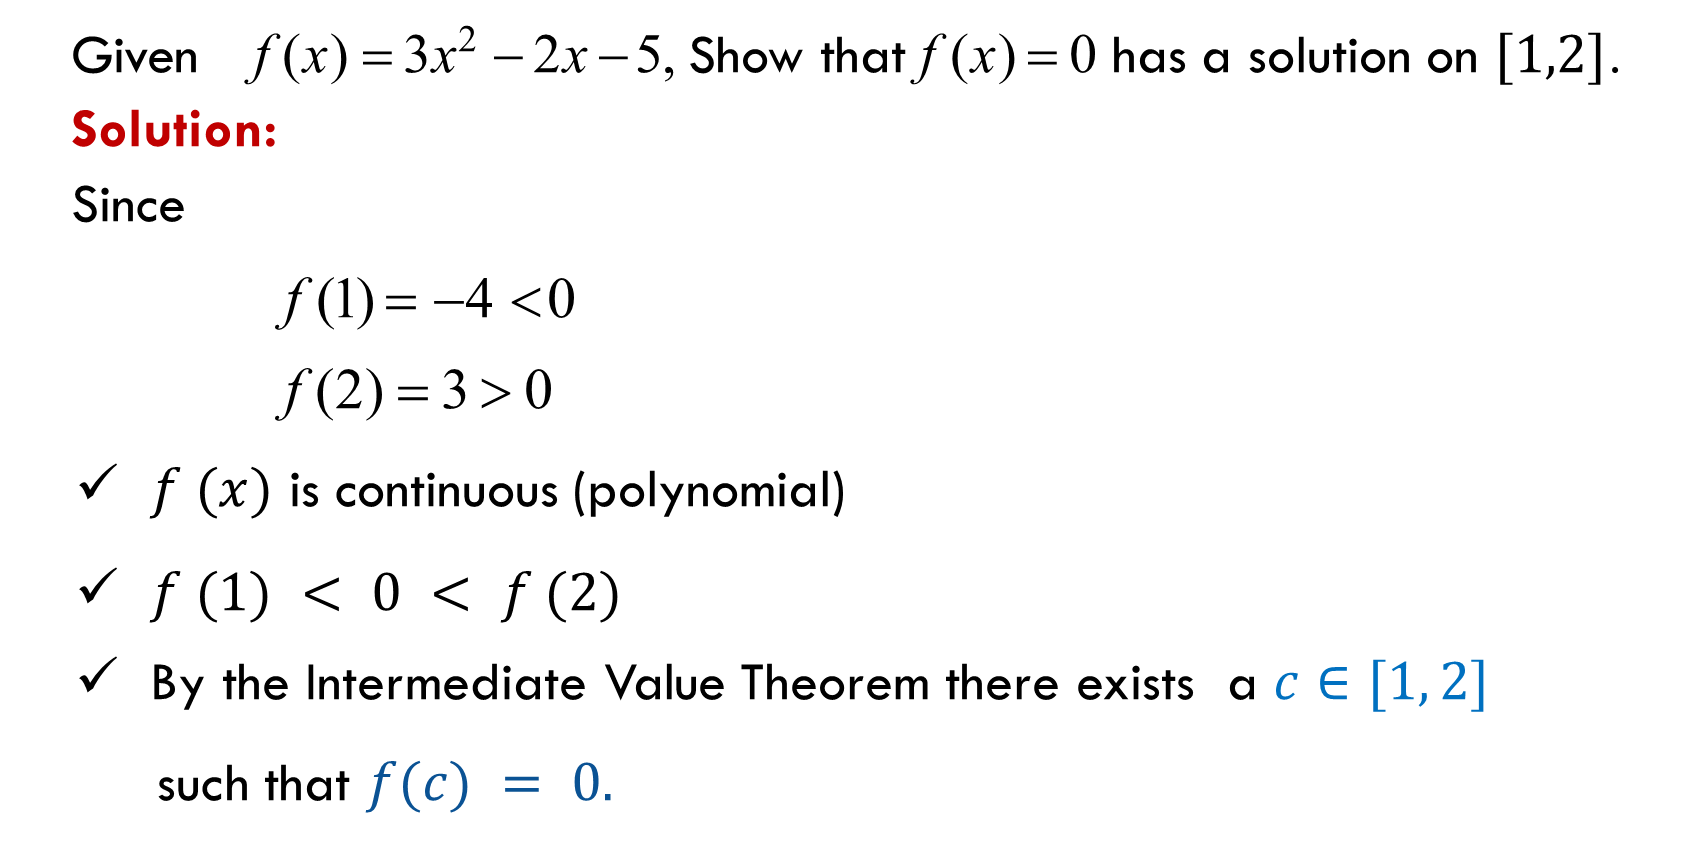 Given f(x) = 3x² − 2x − 5, Show that f(x) = 0 has a solution on [1,2].
Solution:
Since
f(1) = −4 <0
f(2) = 3 > 0
✓ f (x) is continuous (polynomial)
✓ f (1) < 0 < f (2)
✓ By the Intermediate Value Theorem there exists a c ∈ [1, 2]
such that f(c) = 0.